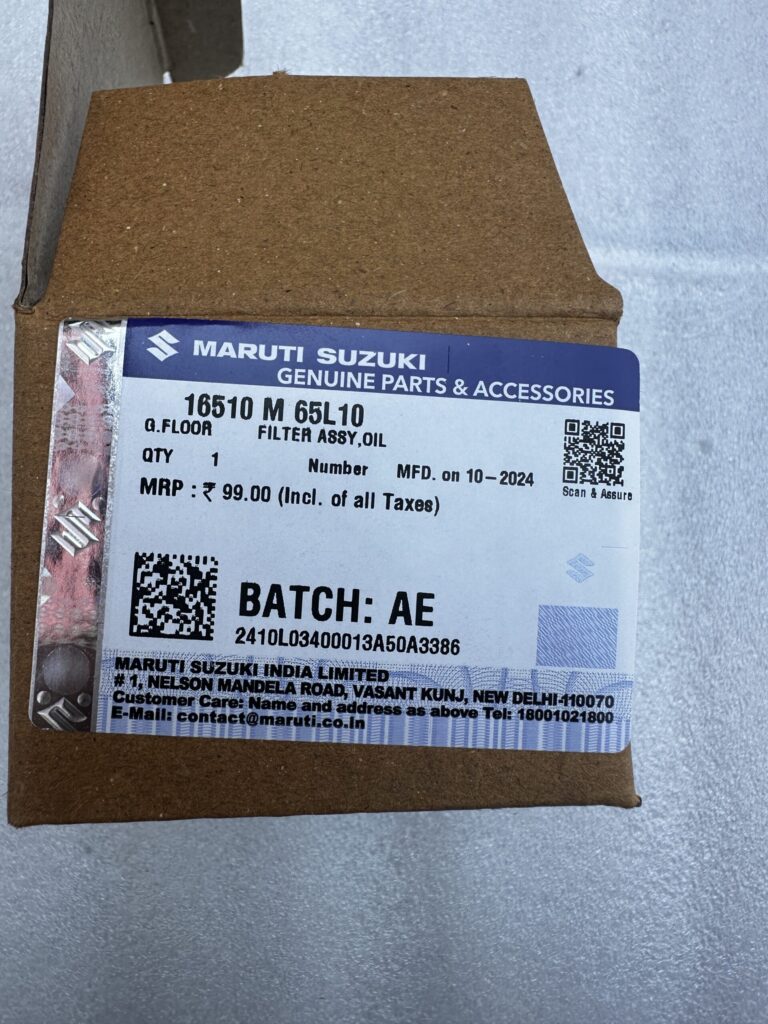 MARUTI SUZUKI
GENUINE PARTS & ACCESSORIES
16510 M 65L10
G.FLOOR FILTER ASSY,OIL
QTY 1 Number MFD. on 10-2024
MRP : ₹ 99.00 (Incl. of all Taxes)
Scan & Assure
BATCH: AE
2410L03400013A50A3386
MARUTI SUZUKI INDIA LIMITED
# 1, NELSON MANDELA ROAD, VASANT KUNJ, NEW DELHI-110070
Customer Care: Name and address as above Tel: 18001021800
E-Mail: contact@maruti.co.in